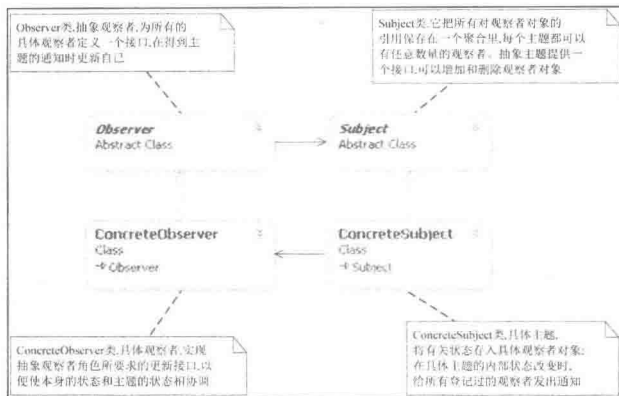 Observer类,抽象观察者,为所有的
具体观察者定义一个接口,在得到主
题的通知时更新自己
Subject类,它把所有对观察者对象的
引用保存在一个聚合里,每个主题都可以
有任意数量的观察者。抽象主题提供一
个接口,可以增加和删除观察者对象
Observer
Abstract Class
Subject
Abstract Class
ConcreteObserver
Class
Observer
ConcreteSubject
Class
Subject
ConcreteObserver类,具体观察者,实现
抽象观察者角色所要求的更新接口,以
便使本身的状态和主题的状态相协调
ConcreteSubject类,具体主题,
将有关状态存入具体观察者对象;
在具体主题的内部状态改变时,
给所有登记过的观察者发出通知